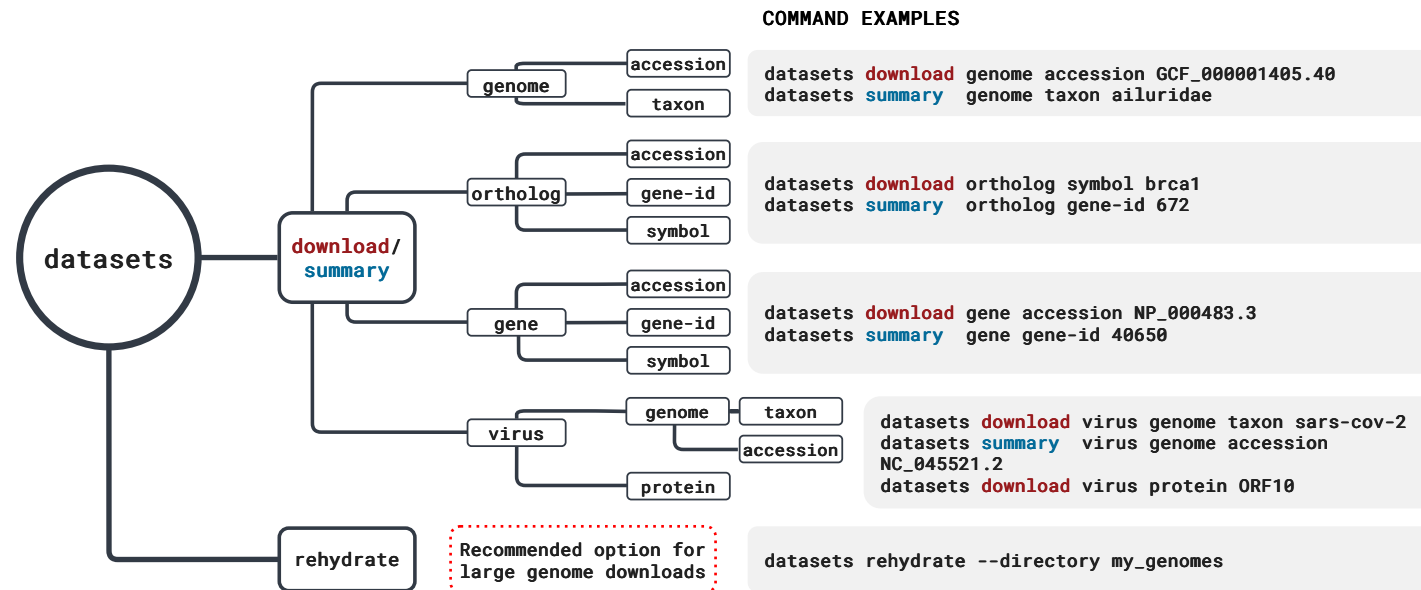 COMMAND EXAMPLES
datasets
download/
summary
genome
accession
taxon
datasets download genome accession GCF_000001405.40
datasets summary genome taxon ailuridae
ortholog
accession
gene-id
symbol
datasets download ortholog symbol brca1
datasets summary ortholog gene-id 672
gene
accession
gene-id
symbol
datasets download gene accession NP_000483.3
datasets summary gene gene-id 40650
virus
genome
taxon
accession
protein
datasets download virus genome taxon sars-cov-2
datasets summary virus genome accession
NC_045521.2
datasets download virus protein ORF10
rehydrate
Recommended option for
large genome downloads
datasets rehydrate --directory my_genomes